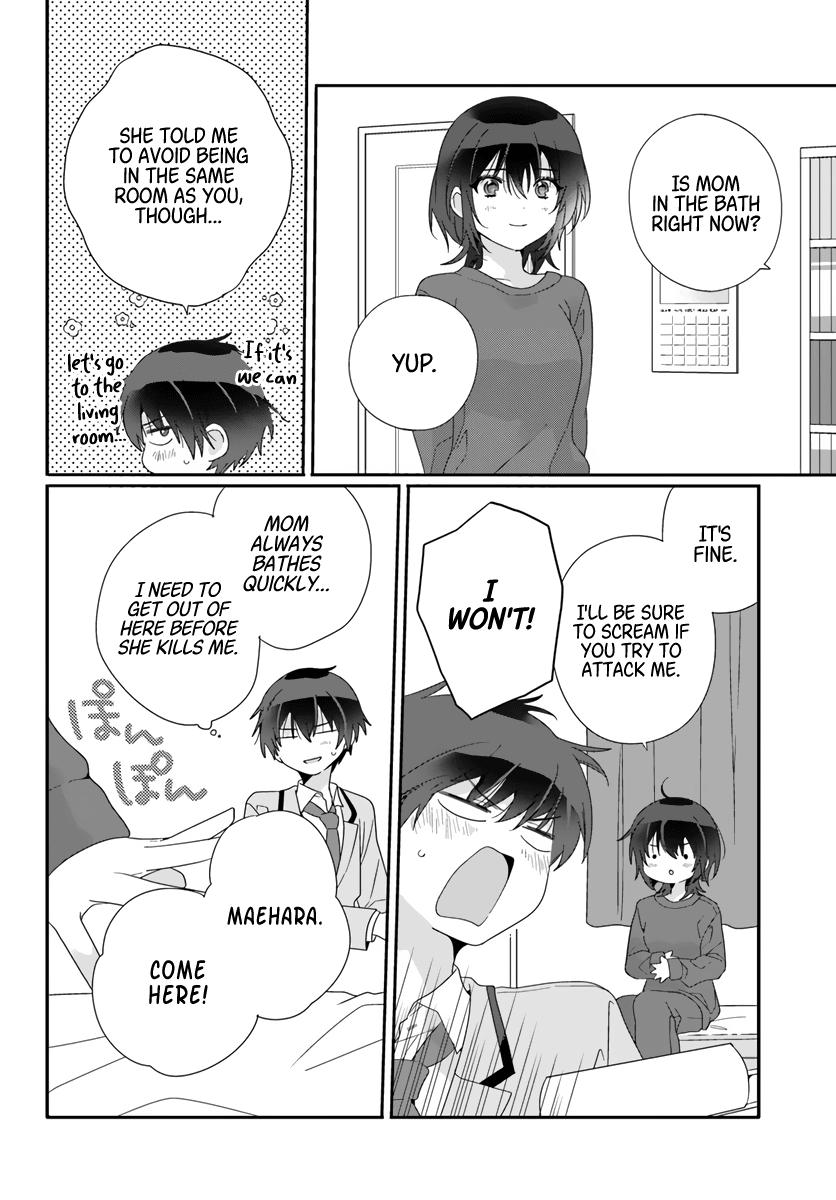 IS MOM
IN THE BATH
RIGHT NOW?
YUP.
SHE TOLD ME
TO AVOID BEING
IN THE SAME
ROOM AS YOU,
THOUGH...
If it's
we can
let's go
to the
living
room...
IT'S
FINE.
I'LL BE SURE
TO SCREAM IF
YOU TRY TO
ATTACK ME.
I
WON'T!
MOM
ALWAYS
BATHES
QUICKLY...
I NEED TO
GET OUT OF
HERE BEFORE
SHE KILLS ME.
ぽん
ぽん
MAEHARA.
COME
HERE!